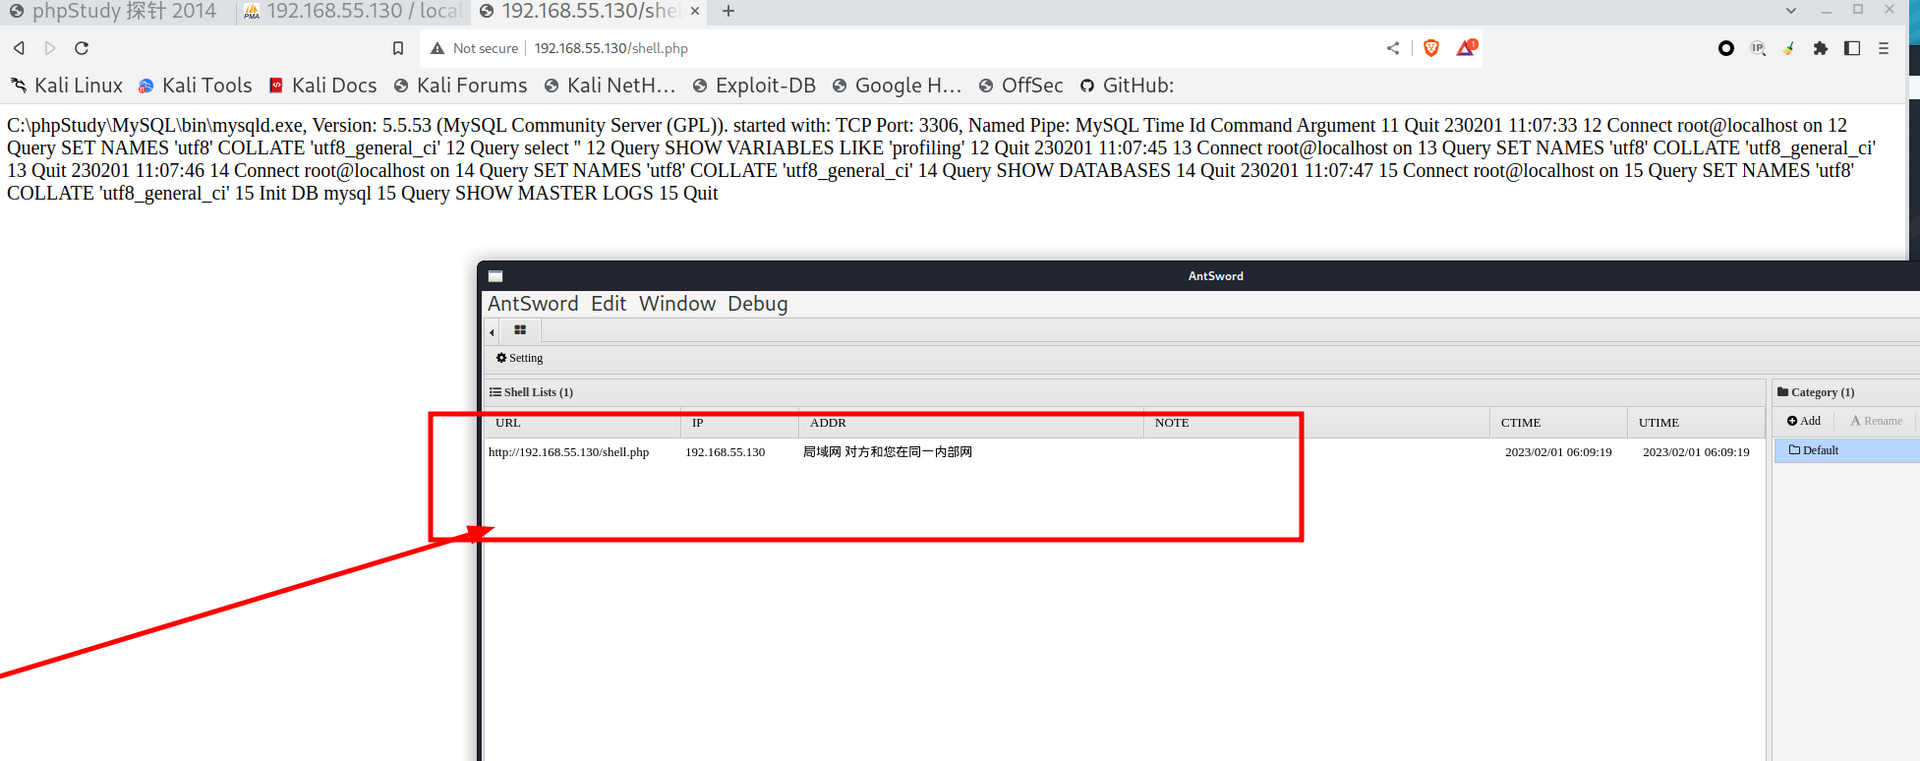 phpStudy 探针 2014 192.168.55.130 / local 192.168.55.130/she
Not secure 192.168.55.130/shell.php IP 1
Kali Linux Kali Tools Kali Docs Kali Forums Kali NetH... Exploit-DB Google H... OffSec GitHub:
C:\phpStudy\MySQL\bin\mysqld.exe, Version: 5.5.53 (MySQL Community Server (GPL)). started with: TCP Port: 3306, Named Pipe: MySQL Time Id Command Argument 11 Quit 230201 11:07:33 12 Connect root@localhost on 12
Query SET NAMES 'utf8' COLLATE 'utf8_general_ci' 12 Query select '' 12 Query SHOW VARIABLES LIKE 'profiling' 12 Quit 230201 11:07:45 13 Connect root@localhost on 13 Query SET NAMES 'utf8' COLLATE 'utf8_general_ci'
13 Quit 230201 11:07:46 14 Connect root@localhost on 14 Query SET NAMES 'utf8' COLLATE 'utf8_general_ci' 14 Query SHOW DATABASES 14 Quit 230201 11:07:47 15 Connect root@localhost on 15 Query SET NAMES 'utf8'
COLLATE 'utf8_general_ci' 15 Init DB mysql 15 Query SHOW MASTER LOGS 15 Quit
AntSword
AntSword Edit Window Debug
Setting
Shell Lists (1) Category (1)
URL IP ADDR NOTE CTIME UTIME Add Rename
http://192.168.55.130/shell.php 192.168.55.130 局域网 对方和您在同一内部网 2023/02/01 06:09:19 2023/02/01 06:09:19 Default